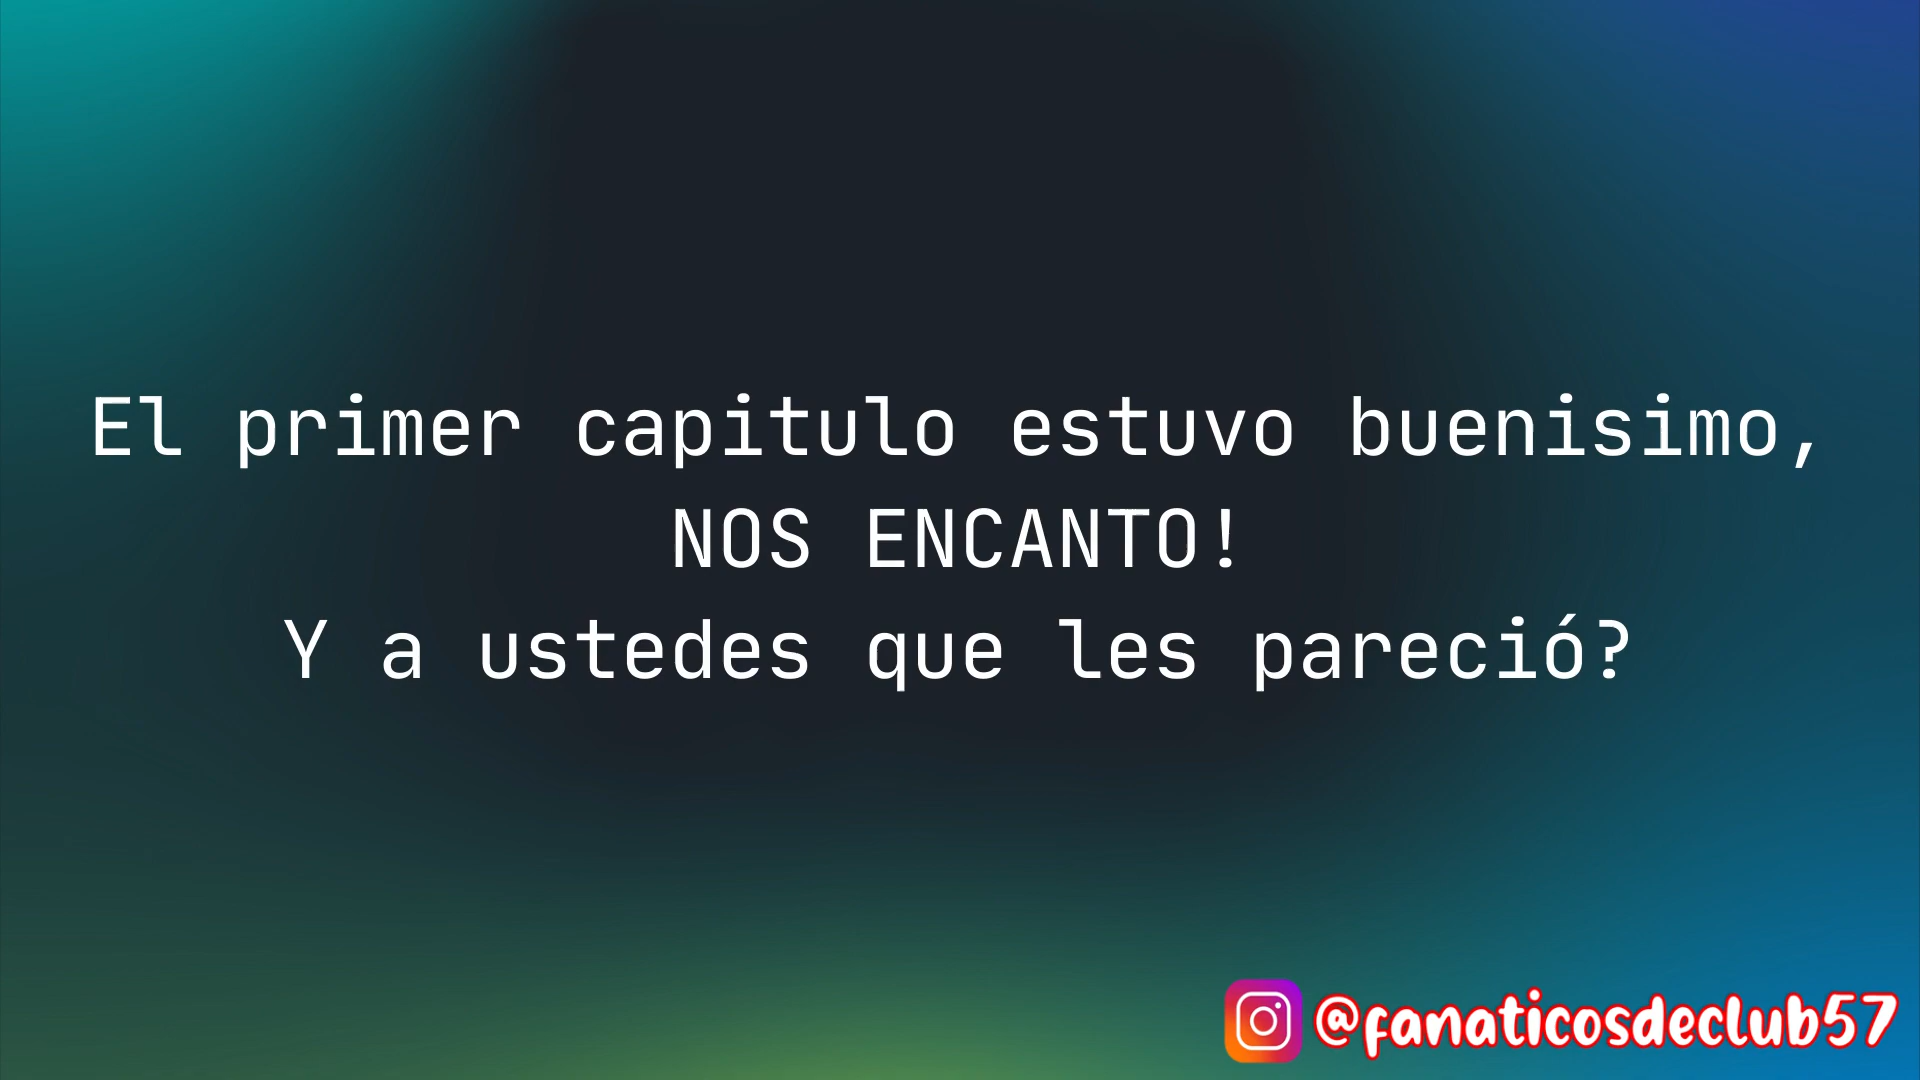 El primer capitulo estuvo buenisimo,
NOS ENCANTO!
Y a ustedes que les pareció?
@fanaticosdeclub57